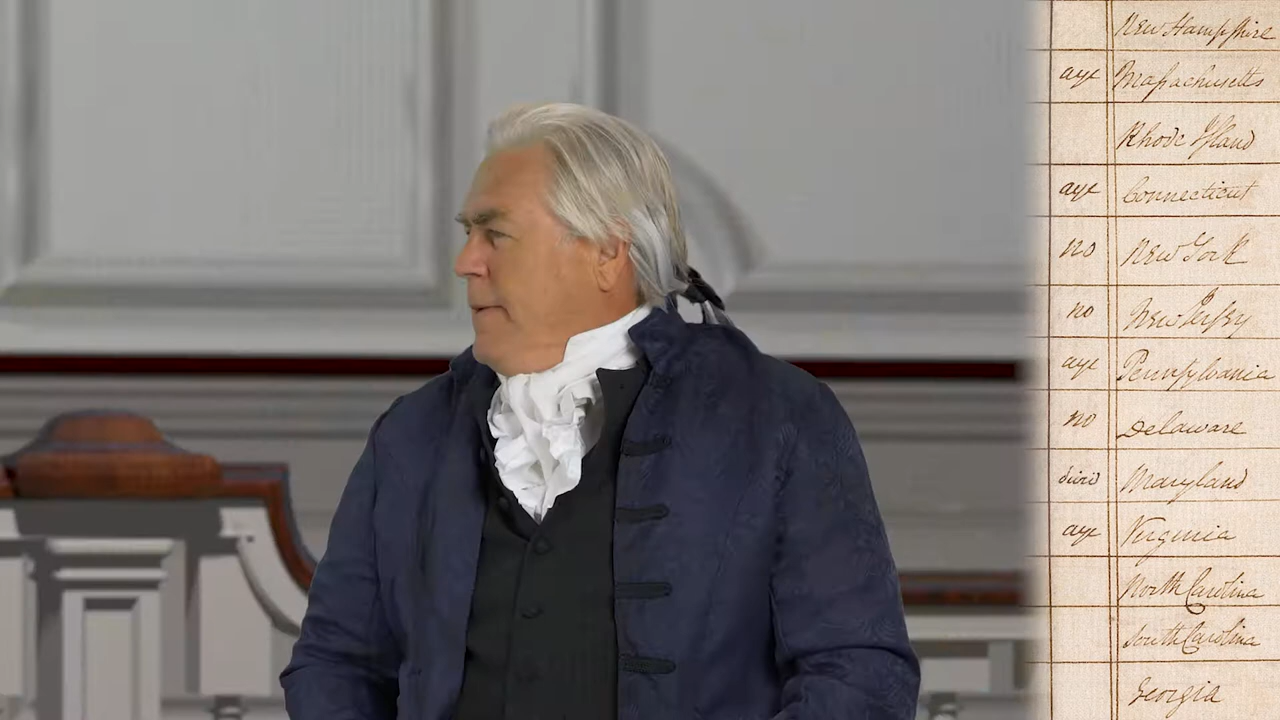 New Hampshire
aye Massachusetts
Rhode Island
aye Connecticut
no New York
no New Jersey
aye Pennsylvania
no Delaware
divid Maryland
aye Virginia
North Carolina
South Carolina
Georgia